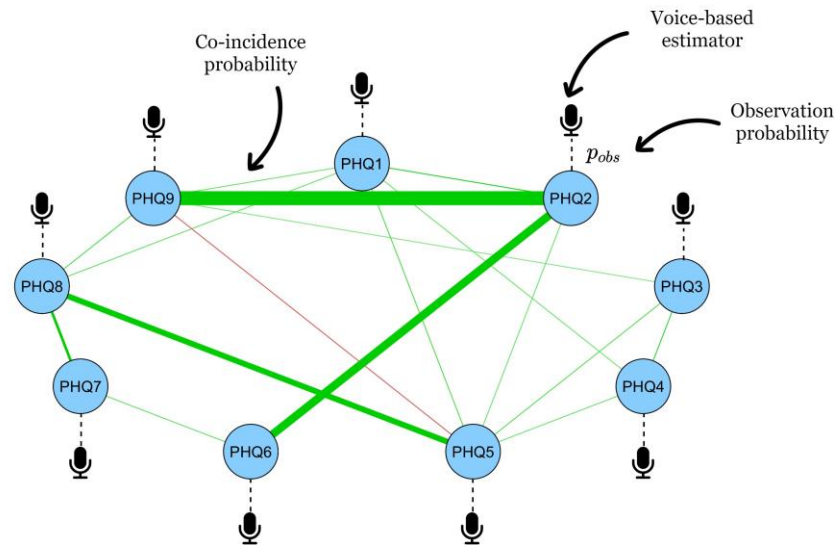 Voice-based
estimator
Co-incidence
probability
Observation
probability
p_obs
PHQ1
PHQ9
PHQ2
PHQ8
PHQ3
PHQ7
PHQ4
PHQ6
PHQ5